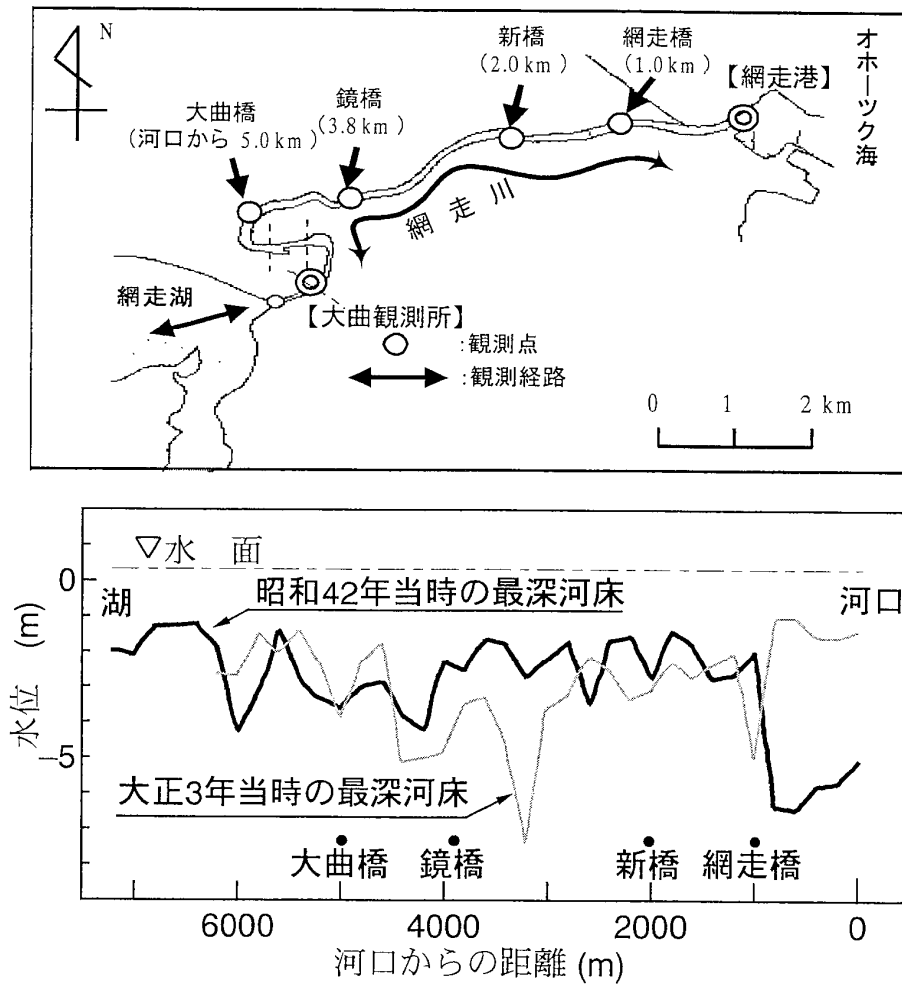 N
新橋
(2.0 km)
網走橋
(1.0 km)
【網走港】
オホーツク海
大曲橋
(河口から 5.0 km)
鏡橋
(3.8 km)
網走川
網走湖
【大曲観測所】
:観測点
:観測経路
0 1 2 km
▽水 面
0
湖
昭和42年当時の最深河床
河口
水位 (m)
−5
大正3年当時の最深河床
大曲橋 鏡橋 新橋 網走橋
6000 4000 2000 0
河口からの距離 (m)